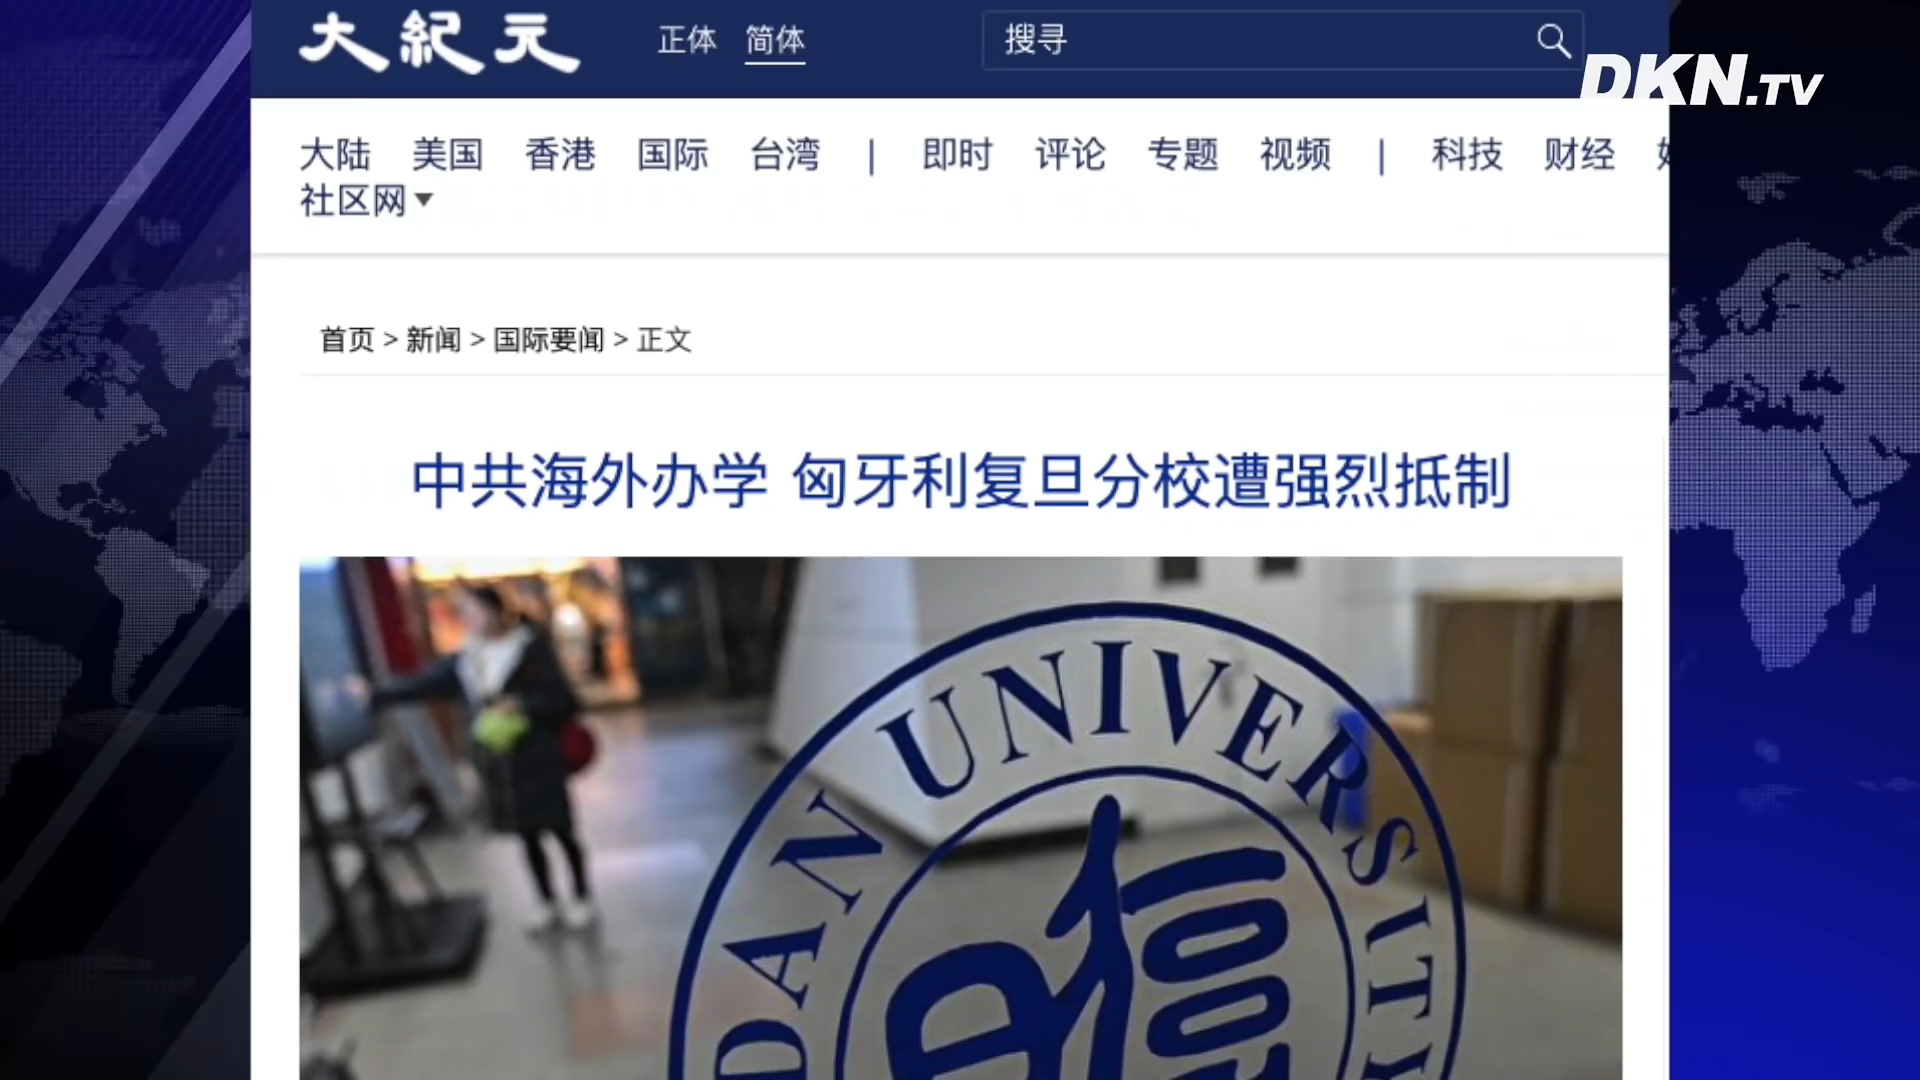 大紀元
正体 简体
搜寻
DKN.TV
大陆 美国 香港 国际 台湾 | 即时 评论 专题 视频 | 科技 财经
社区网
首页 > 新闻 > 国际要闻 > 正文
中共海外办学 匈牙利复旦分校遭强烈抵制
DAN UNIVERSITY